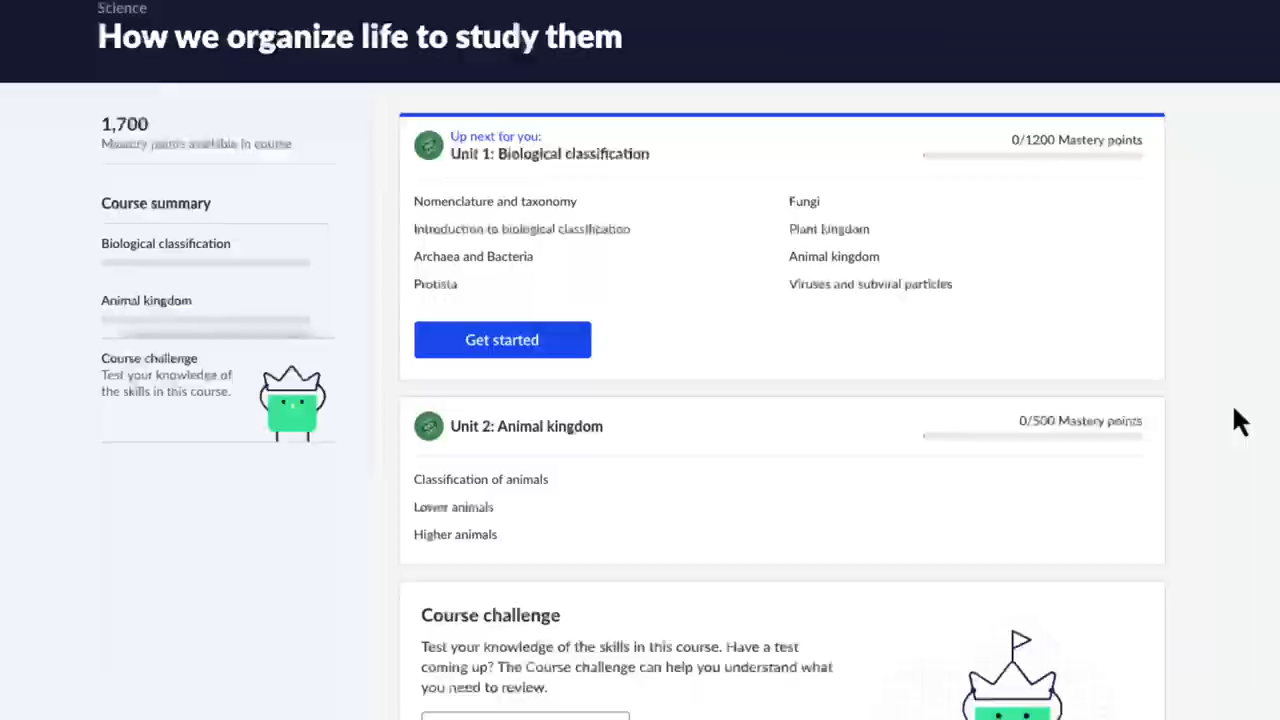 Science
How we organize life to study them
1,700
Mastery points available in course
Course summary
Biological classification
Animal kingdom
Course challenge
Test your knowledge of
the skills in this course.
Up next for you:
Unit 1: Biological classification
0/1200 Mastery points
Nomenclature and taxonomy
Introduction to biological classification
Archaea and Bacteria
Protista
Fungi
Plant kingdom
Animal kingdom
Viruses and subviral particles
Get started
Unit 2: Animal kingdom
0/500 Mastery points
Classification of animals
Lower animals
Higher animals
Course challenge
Test your knowledge of the skills in this course. Have a test
coming up? The Course challenge can help you understand what
you need to review.